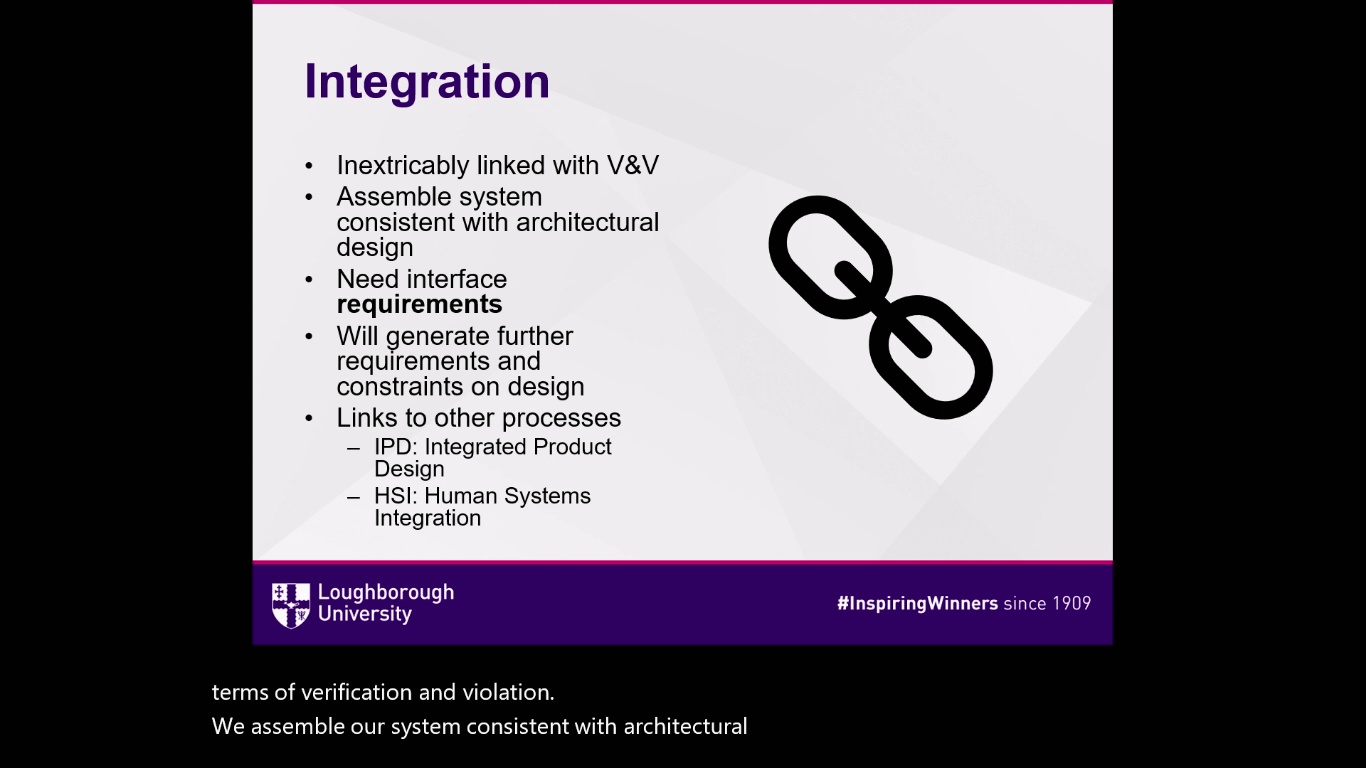 Integration
• Inextricably linked with V&V
• Assemble system
consistent with architectural
design
• Need interface
requirements
• Will generate further
requirements and
constraints on design
• Links to other processes
– IPD: Integrated Product
Design
– HSI: Human Systems
Integration
Loughborough
University
#InspiringWinners since 1909
terms of verification and violation.
We assemble our system consistent with architectural